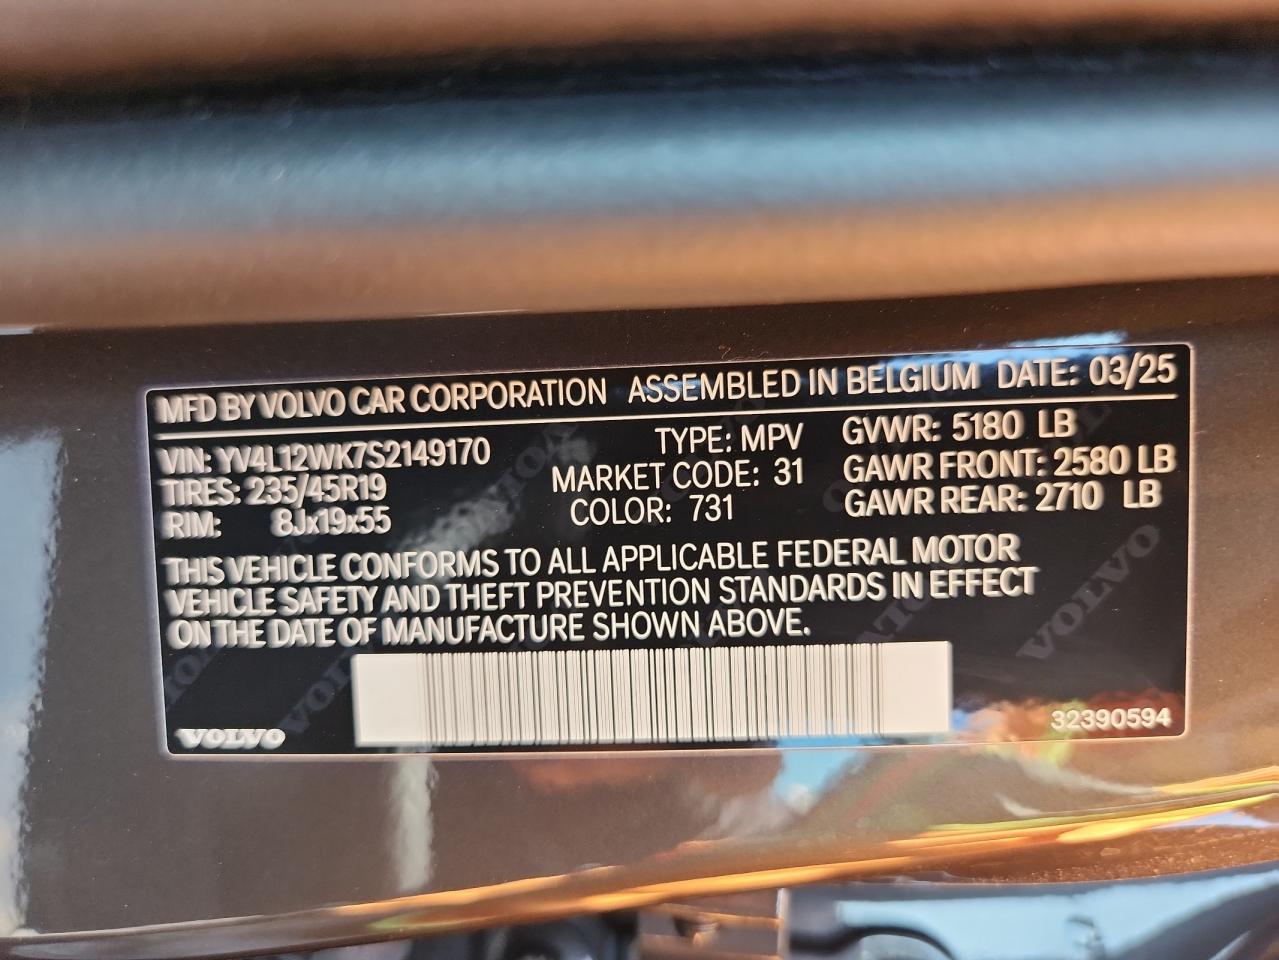 MFD BY VOLVO CAR CORPORATION ASSEMBLED IN BELGIUM DATE: 03/25
VIN: YV4L12WK7S2149170 TYPE: MPV GVWR: 5180 LB
TIRES: 235/45R19 MARKET CODE: 31 GAWR FRONT: 2580 LB
RIM: 8Jx19x55 COLOR: 731 GAWR REAR: 2710 LB
THIS VEHICLE CONFORMS TO ALL APPLICABLE FEDERAL MOTOR
VEHICLE SAFETY AND THEFT PREVENTION STANDARDS IN EFFECT
ON THE DATE OF MANUFACTURE SHOWN ABOVE.
VOLVO 32390594